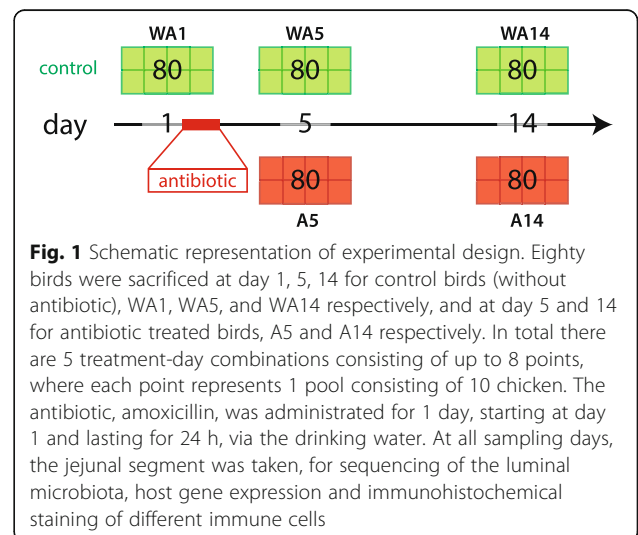 WA1 WA5 WA14
control 80 80 80
day 1 5 14
antibiotic 80 80
A5 A14
Fig. 1 Schematic representation of experimental design. Eighty
birds were sacrificed at day 1, 5, 14 for control birds (without
antibiotic), WA1, WA5, and WA14 respectively, and at day 5 and 14
for antibiotic treated birds, A5 and A14 respectively. In total there
are 5 treatment-day combinations consisting of up to 8 points,
where each point represents 1 pool consisting of 10 chicken. The
antibiotic, amoxicillin, was administrated for 1 day, starting at day
1 and lasting for 24 h, via the drinking water. At all sampling days,
the jejunal segment was taken, for sequencing of the luminal
microbiota, host gene expression and immunohistochemical
staining of different immune cells